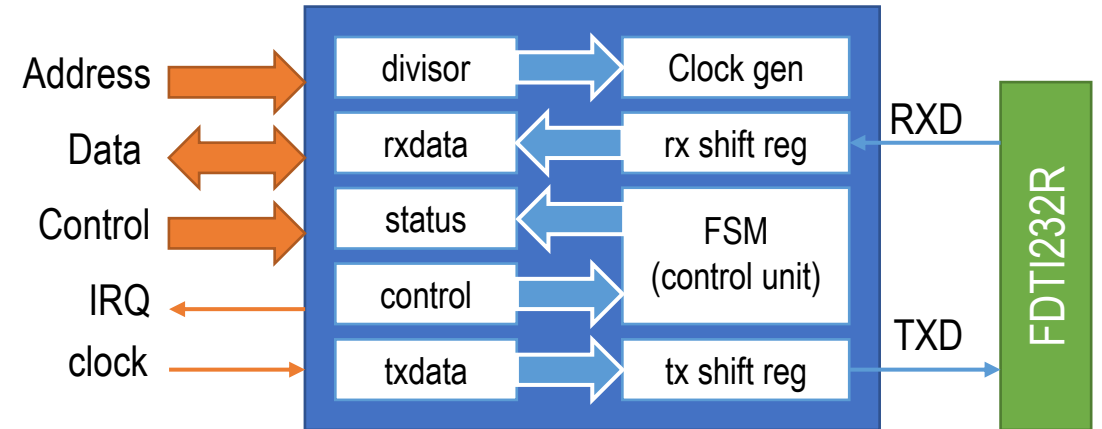 Address
Data
Control
IRQ
clock
divisor
rxdata
status
control
txdata
Clock gen
rx shift reg
FSM
(control unit)
tx shift reg
RXD
TXD
FDTI232R